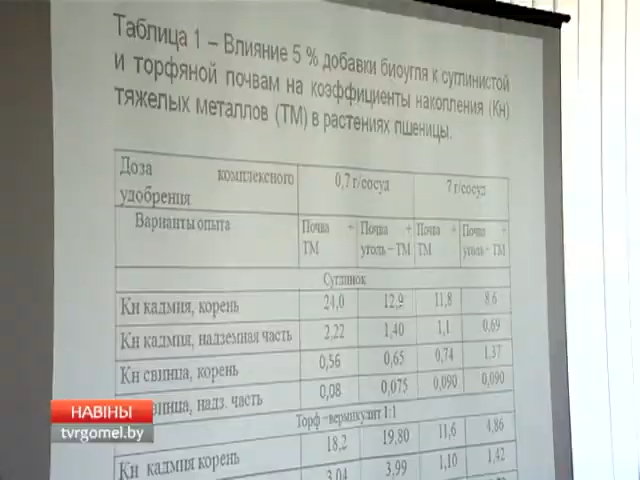 Таблица 1 – Влияние 5 % добавки биоугля к суглинистой
и торфяной почвам на коэффициенты накопления (Кн)
тяжелых металлов (ТМ) в растениях пшеницы.
Доза комплексного удобрения 0,7 г/сосуд 7 г/сосуд
Варианты опыта Почва + ТМ Почва + уголь – ТМ Почва + ТМ Почва + уголь – ТМ
Суглинок
Кн кадмия, корень 24,0 12,9 11,8 8,6
Кн кадмия, надземная часть 2,22 1,40 1,1 0,69
Кн свинца, корень 0,56 0,65 0,74 1,37
надз. часть 0,08 0,075 0,090 0,090
Торф –вермикулит 1:1
Кн кадмия корень 18,2 19,80 11,6 4,86
3,04 3,99 1,10 1,42
НАВІНЫ
tvrgomel.by